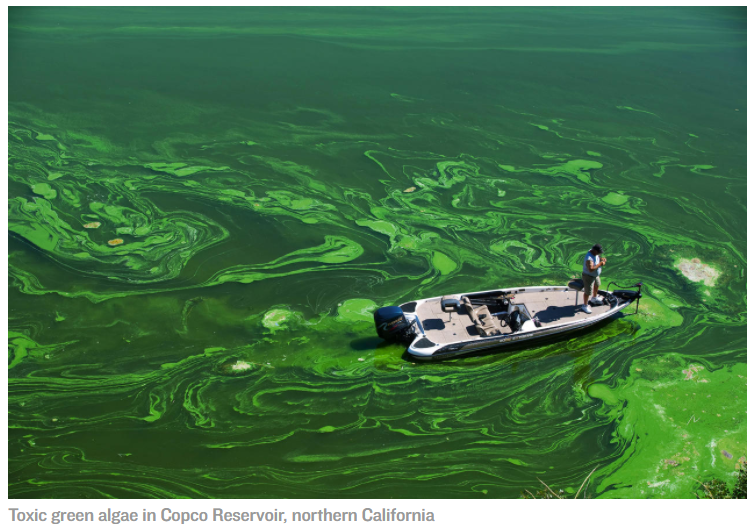 Toxic green algae in Copco Reservoir, northern California